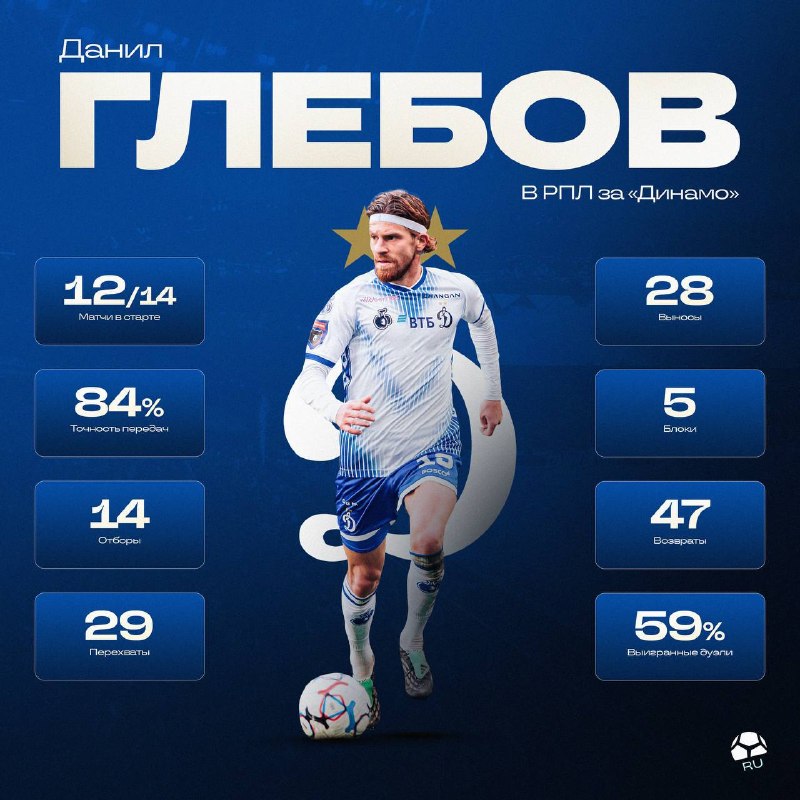 Данил
ГЛЕБОВ
В РПЛ за «Динамо»
12/14
Матчи в старте
84%
Точность передач
14
Отборы
29
Перехваты
28
Выносы
5
Блоки
47
Возвраты
59%
Выигранные дуэли
ВТБ
RU